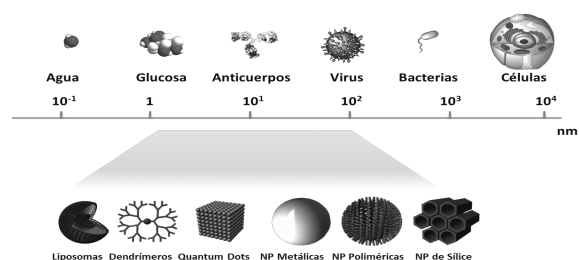 Agua Glucosa Anticuerpos Virus Bacterias Células
10⁻¹ 1 10¹ 10² 10³ 10⁴
nm
Liposomas Dendrímeros Quantum Dots NP Metálicas NP Poliméricas NP de Sílice